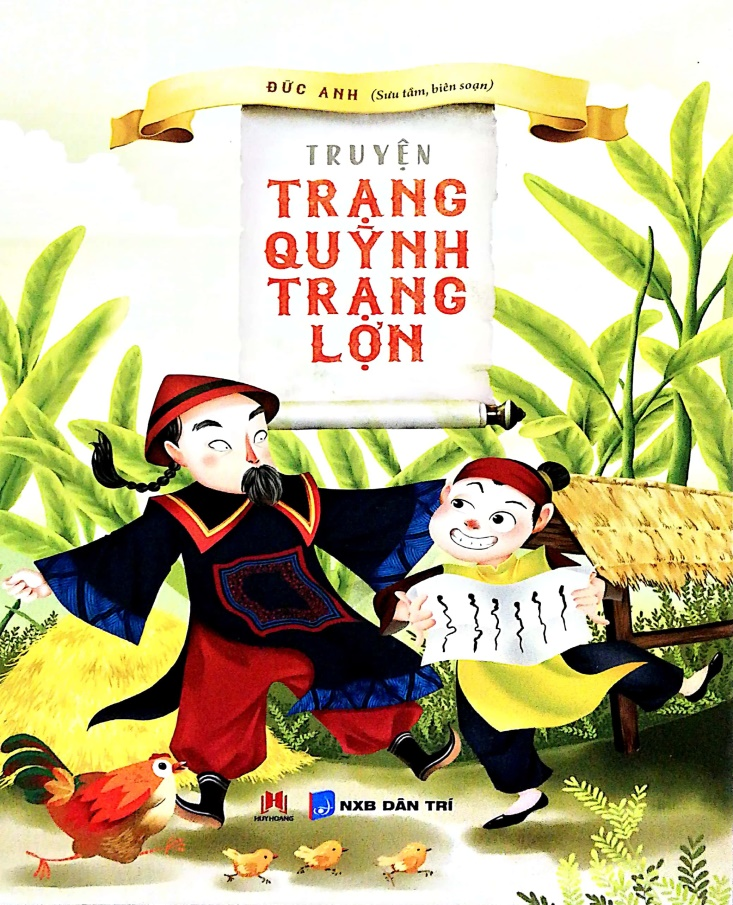 ĐỨC ANH (Sưu tầm, biên soạn)
TRUYỆN
TRẠNG
QUỲNH
TRẠNG
LỢN
HUYHOANG
NXB DÂN TRÍ